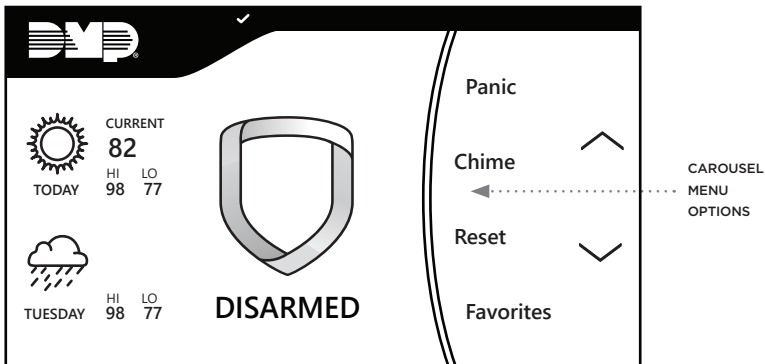 DMP
CURRENT
82
HI LO
98 77
TODAY
HI LO
98 77
TUESDAY
DISARMED
Panic
Chime
Reset
Favorites
CAROUSEL
MENU
OPTIONS